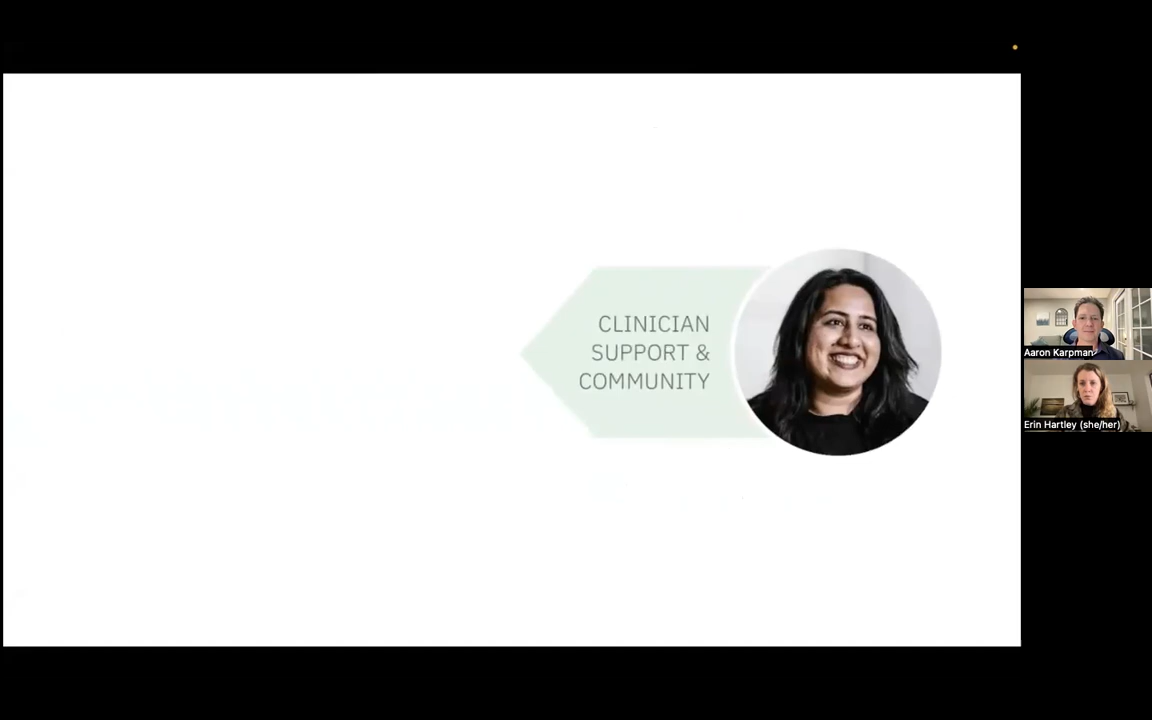 CLINICIAN
SUPPORT &
COMMUNITY
Aaron Karpman
Erin Hartley (she/her)